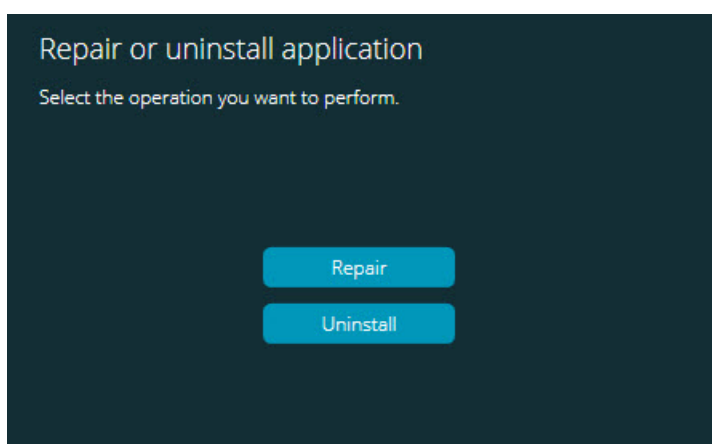 Repair or uninstall application
Select the operation you want to perform.
Repair
Uninstall